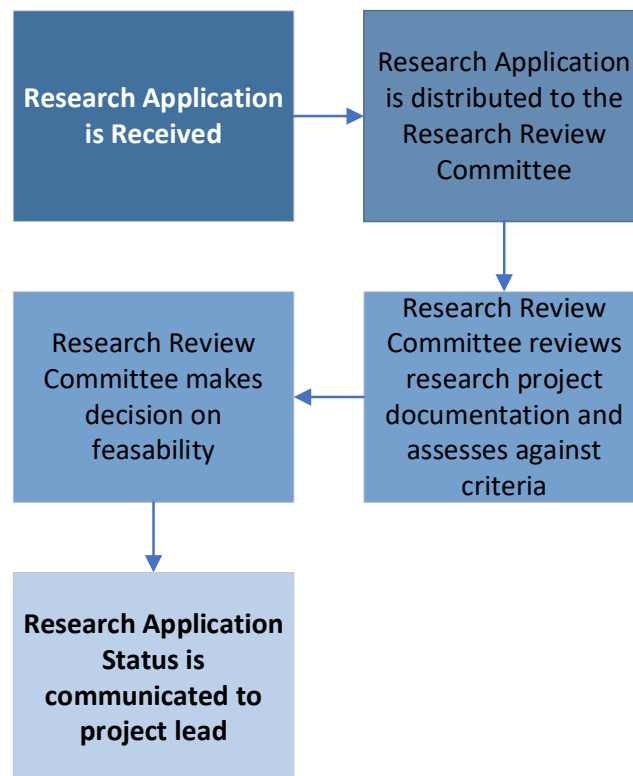 Research Application
is Received
Research Application
is distributed to the
Research Review
Committee
Research Review
Committee reviews
research project
documentation and
assesses against
criteria
Research Review
Committee makes
decision on
feasability
Research Application
Status is
communicated to
project lead